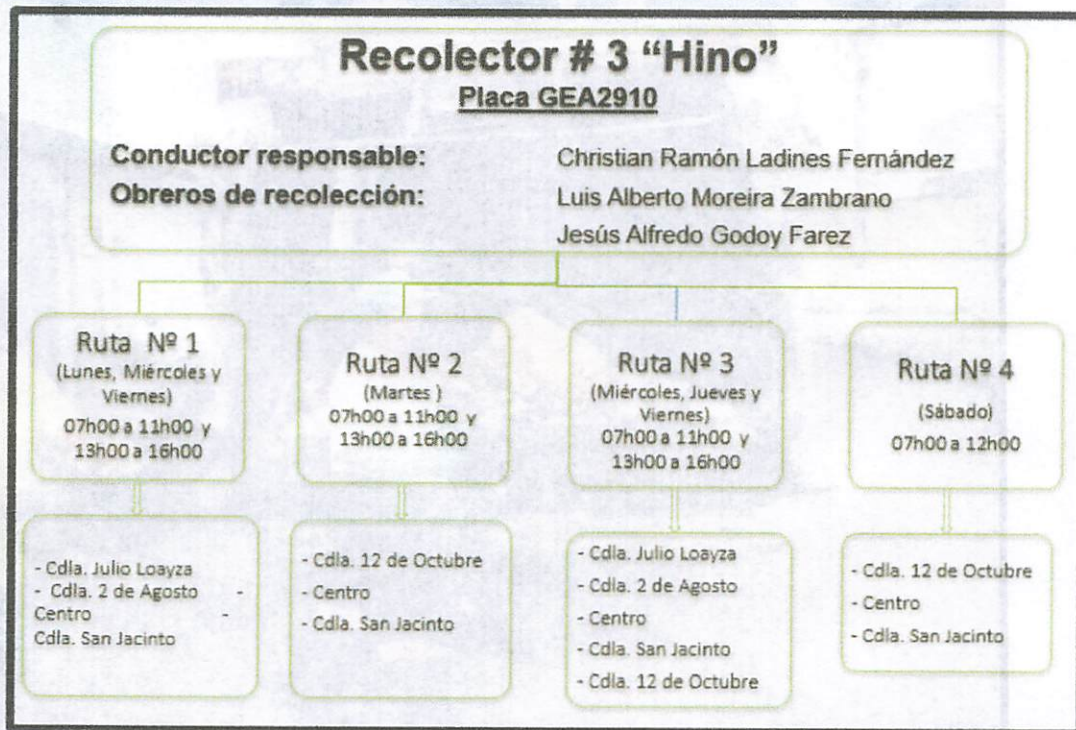 Recolector # 3 “Hino”
Placa GEA2910
Conductor responsable: Christian Ramón Ladines Fernández
Obreros de recolección: Luis Alberto Moreira Zambrano
Jesús Alfredo Godoy Farez
Ruta Nº 1
(Lunes, Miércoles y
Viernes)
07h00 a 11h00 y
13h00 a 16h00
Ruta Nº 2
(Martes )
07h00 a 11h00 y
13h00 a 16h00
Ruta Nº 3
(Miércoles, Jueves y
Viernes)
07h00 a 11h00 y
13h00 a 16h00
Ruta Nº 4
(Sábado)
07h00 a 12h00
- Cdla. Julio Loayza
- Cdla. 2 de Agosto -
Centro -
Cdla. San Jacinto
- Cdla. 12 de Octubre
- Centro
- Cdla. San Jacinto
- Cdla. Julio Loayza
- Cdla. 2 de Agosto
- Centro
- Cdla. San Jacinto
- Cdla. 12 de Octubre
- Cdla. 12 de Octubre
- Centro
- Cdla. San Jacinto